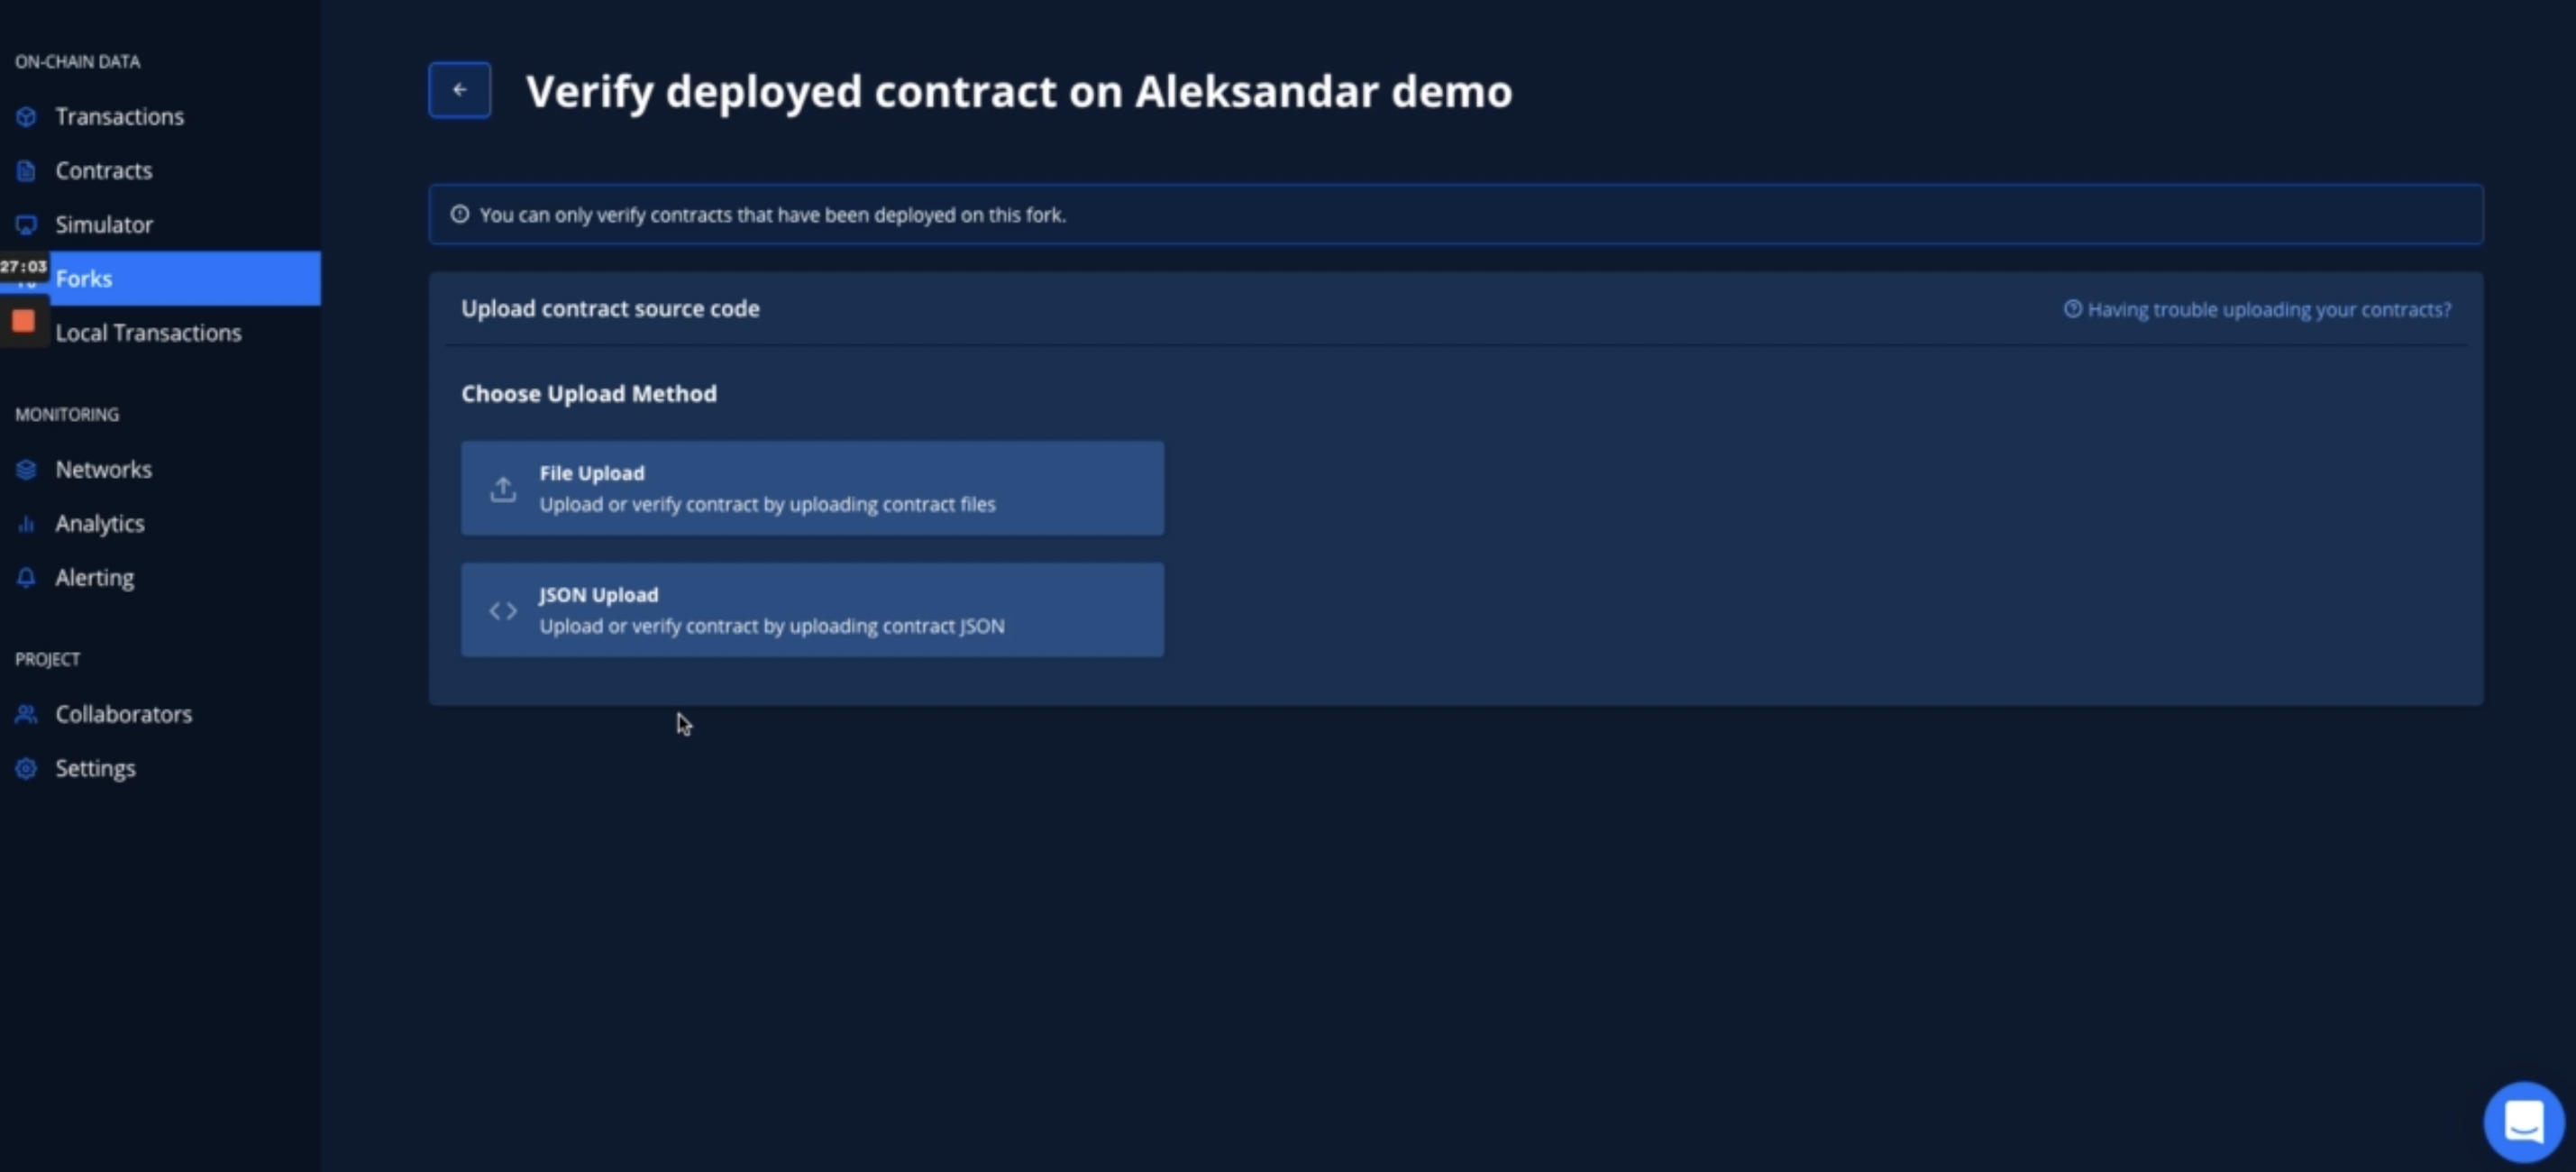 ON-CHAIN DATA
Transactions
Contracts
Simulator
27:03
Forks
Local Transactions
MONITORING
Networks
Analytics
Alerting
PROJECT
Collaborators
Settings
Verify deployed contract on Aleksandar demo
You can only verify contracts that have been deployed on this fork.
Upload contract source code
Having trouble uploading your contracts?
Choose Upload Method
File Upload
Upload or verify contract by uploading contract files
JSON Upload
Upload or verify contract by uploading contract JSON